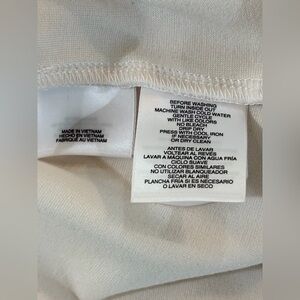 MADE IN VIETNAM
HECHO EN VIETNAM
FABRIQUÉ AU VIETNAM
BEFORE WASHING
TURN INSIDE OUT
MACHINE WASH COLD WATER
GENTLE CYCLE
WITH LIKE COLORS
NO BLEACH
DRIP DRY
PRESS WITH COOL IRON
IF NECESSARY
OR DRY CLEAN
ANTES DE LAVAR
VOLTEAR AL REVES
LAVAR A MAQUINA CON AGUA FRÍA
CICLO SUAVE
CON COLORES SIMILARES
NO UTILIZAR BLANQUEADOR
SECAR AL AIRE
PLANCHA FRÍA SI ES NECESARIO
O LAVAR EN SECO